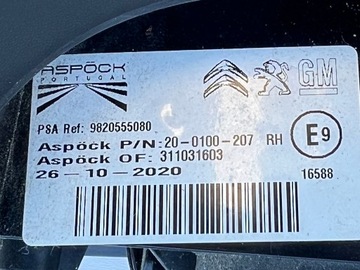 ASPÖCK
PORTUGAL
GM
PSA Ref: 9820555080
Aspöck P/N: 20-0100-207 RH
Aspöck OF: 311031603
E9
26-10-2020
16588